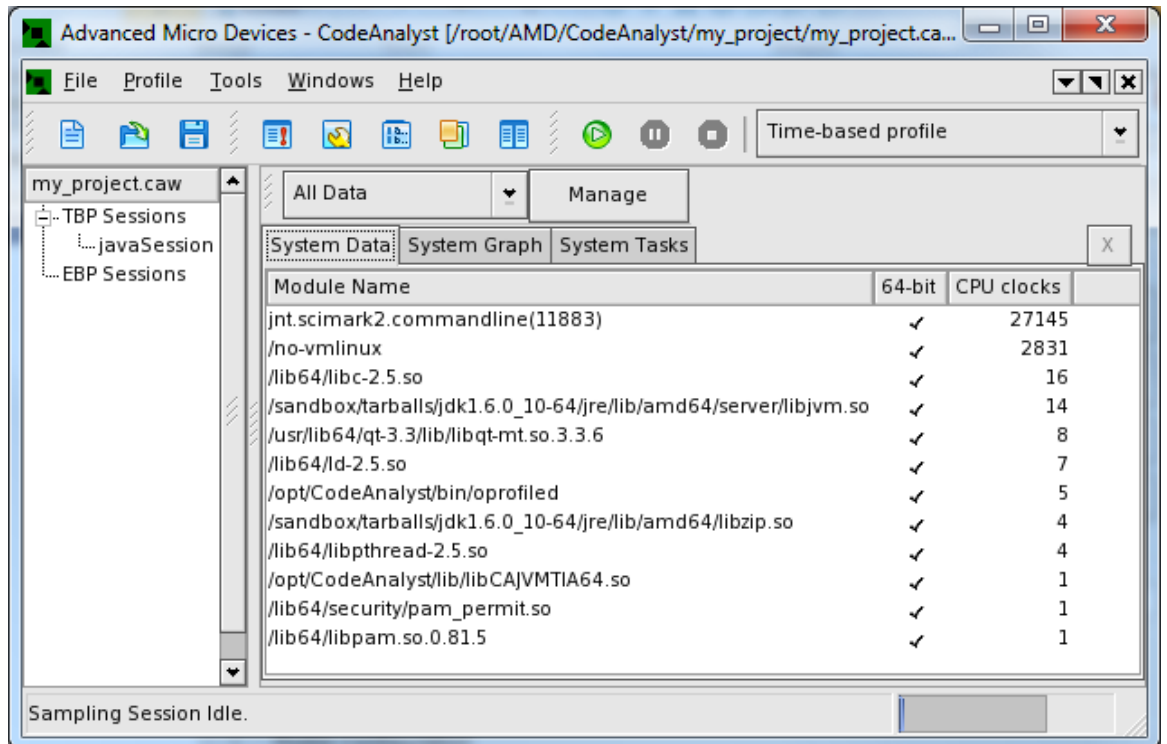 Advanced Micro Devices - CodeAnalyst [/root/AMD/CodeAnalyst/my_project/my_project.ca...
File Profile Tools Windows Help
Time-based profile
my_project.caw
TBP Sessions
javaSession
EBP Sessions
All Data Manage
System Data System Graph System Tasks X
Module Name 64-bit CPU clocks
jnt.scimark2.commandline(11883) ✓ 27145
/no-vmlinux ✓ 2831
/lib64/libc-2.5.so ✓ 16
/sandbox/tarballs/jdk1.6.0_10-64/jre/lib/amd64/server/libjvm.so ✓ 14
/usr/lib64/qt-3.3/lib/libqt-mt.so.3.3.6 ✓ 8
/lib64/ld-2.5.so ✓ 7
/opt/CodeAnalyst/bin/oprofiled ✓ 5
/sandbox/tarballs/jdk1.6.0_10-64/jre/lib/amd64/libzip.so ✓ 4
/lib64/libpthread-2.5.so ✓ 4
/opt/CodeAnalyst/lib/libCAJVMTIA64.so ✓ 1
/lib64/security/pam_permit.so ✓ 1
/lib64/libpam.so.0.81.5 ✓ 1
Sampling Session Idle.